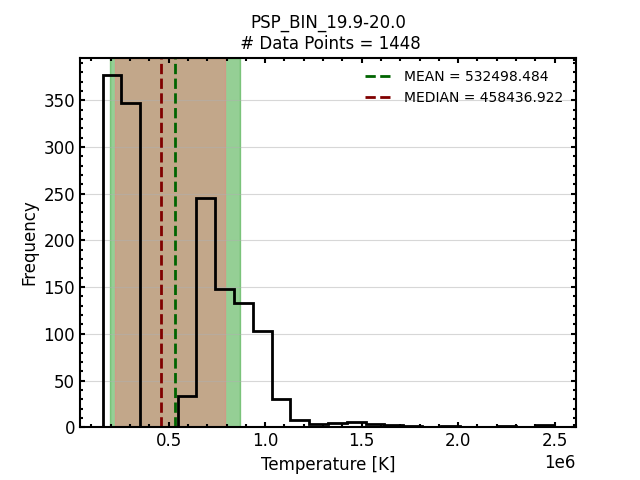 PSP_BIN_19.9-20.0
# Data Points = 1448
MEAN = 532498.484
MEDIAN = 458436.922
Frequency
350
300
250
200
150
100
50
0
0.5
1.0
1.5
2.0
2.5
1e6
Temperature [K]